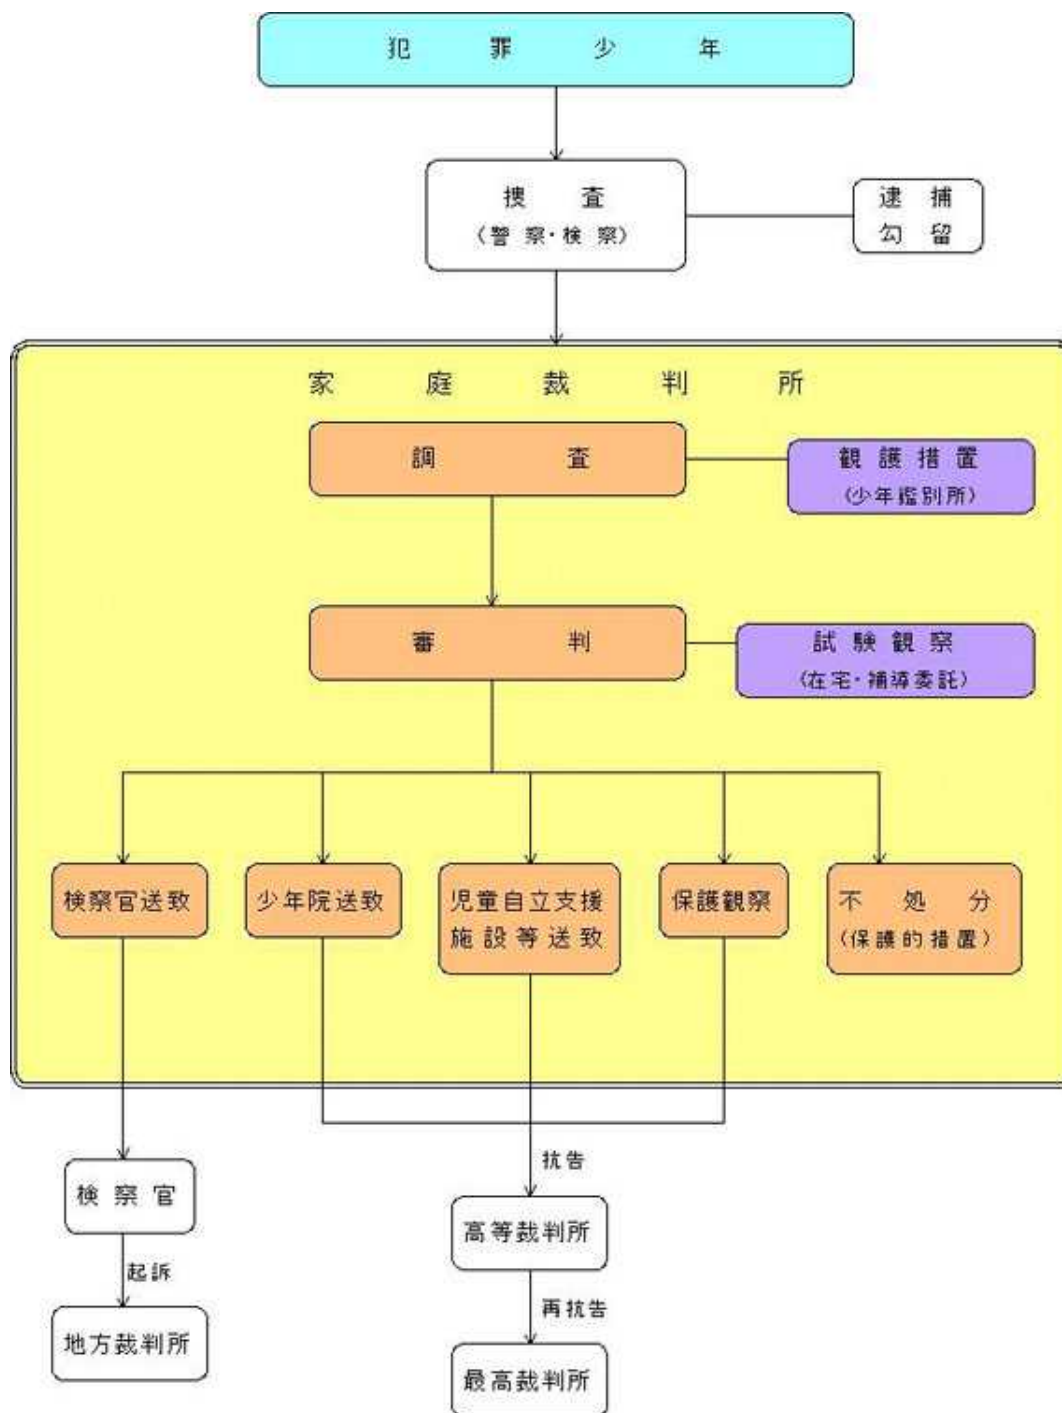 犯罪少年
捜査
(警察・検察)
逮捕
勾留
家庭裁判所
調査
観護措置
(少年鑑別所)
審判
試験観察
(在宅・補導委託)
検察官送致
少年院送致
児童自立支援
施設等送致
保護観察
不処分
(保護的措置)
検察官
抗告
高等裁判所
起訴
地方裁判所
再抗告
最高裁判所